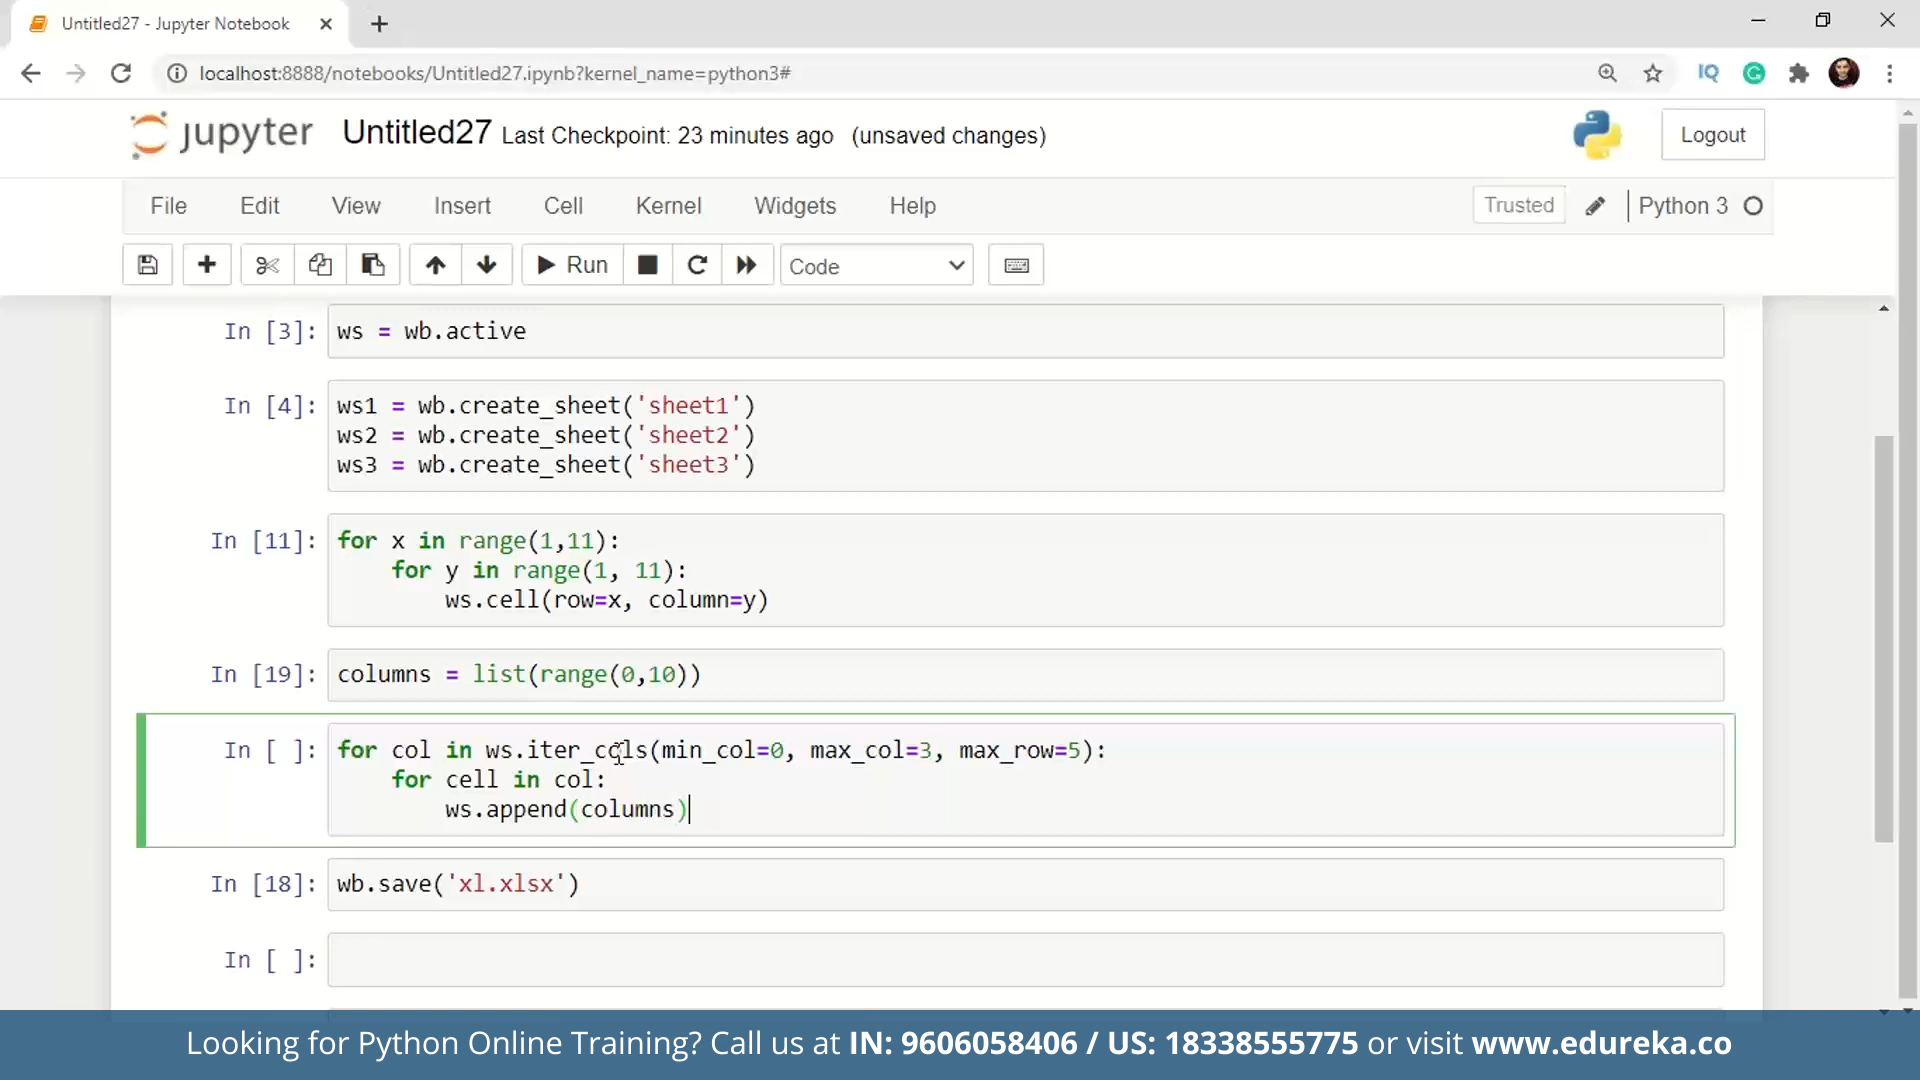 Untitled27 - Jupyter Notebook
localhost:8888/notebooks/Untitled27.ipynb?kernel_name=python3#
IQ
jupyter Untitled27 Last Checkpoint: 23 minutes ago (unsaved changes)
Logout
File Edit View Insert Cell Kernel Widgets Help Trusted Python 3
Run Code
In [3]: ws = wb.active
In [4]: ws1 = wb.create_sheet('sheet1')
ws2 = wb.create_sheet('sheet2')
ws3 = wb.create_sheet('sheet3')
In [11]: for x in range(1,11):
for y in range(1, 11):
ws.cell(row=x, column=y)
In [19]: columns = list(range(0,10))
In [ ]: for col in ws.iter_cols(min_col=0, max_col=3, max_row=5):
for cell in col:
ws.append(columns)
In [18]: wb.save('xl.xlsx')
In [ ]:
Looking for Python Online Training? Call us at IN: 9606058406 / US: 18338555775 or visit www.edureka.co